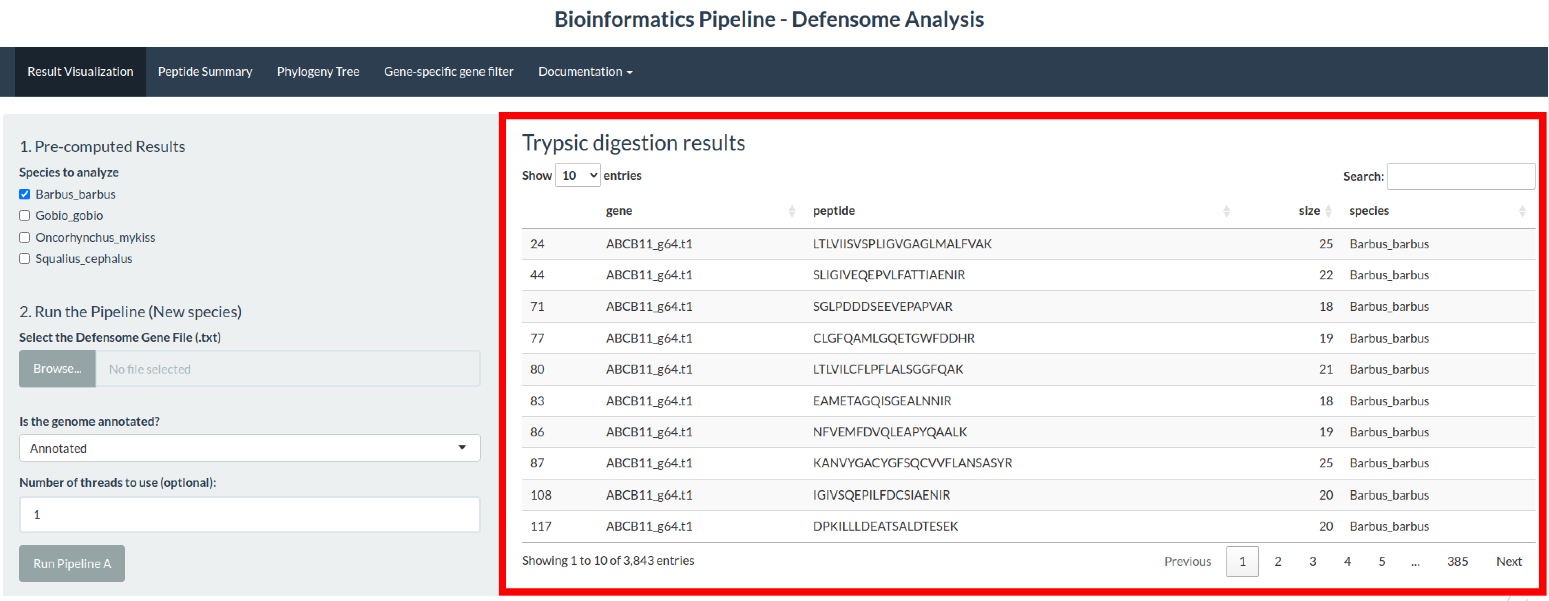 Bioinformatics Pipeline - Defensome Analysis
Result Visualization Peptide Summary Phylogeny Tree Gene-specific gene filter Documentation
1. Pre-computed Results
Species to analyze
Barbus_barbus
Gobio_gobio
Oncorhynchus_mykiss
Squalius_cephalus
2. Run the Pipeline (New species)
Select the Defensome Gene File (.txt)
Browse... No file selected
Is the genome annotated?
Annotated
Number of threads to use (optional):
1
Run Pipeline A
Trypsic digestion results
Show 10 entries Search:
gene peptide size species
24 ABCB11_g64.t1 LTLVIISVSPLIGVGAGLMALFVAK 25 Barbus_barbus
44 ABCB11_g64.t1 SLIGIVEQEPVLFATTIAENIR 22 Barbus_barbus
71 ABCB11_g64.t1 SGLPDDDSEEVEPAPVAR 18 Barbus_barbus
77 ABCB11_g64.t1 CLGFQAMLGQETGWFDDHR 19 Barbus_barbus
80 ABCB11_g64.t1 LTLVILCFLPFLALSGGFQAK 21 Barbus_barbus
83 ABCB11_g64.t1 EAMETAGQISGEALNNIR 18 Barbus_barbus
86 ABCB11_g64.t1 NFVEMFDVQLEAPYQAALK 19 Barbus_barbus
87 ABCB11_g64.t1 KANVYGACYGFSQCVVFLANSASYR 25 Barbus_barbus
108 ABCB11_g64.t1 IGIVSQEPILFDCSIAENIR 20 Barbus_barbus
117 ABCB11_g64.t1 DPKILLLDEATSALDTESEK 20 Barbus_barbus
Showing 1 to 10 of 3,843 entries Previous 1 2 3 4 5 ... 385 Next